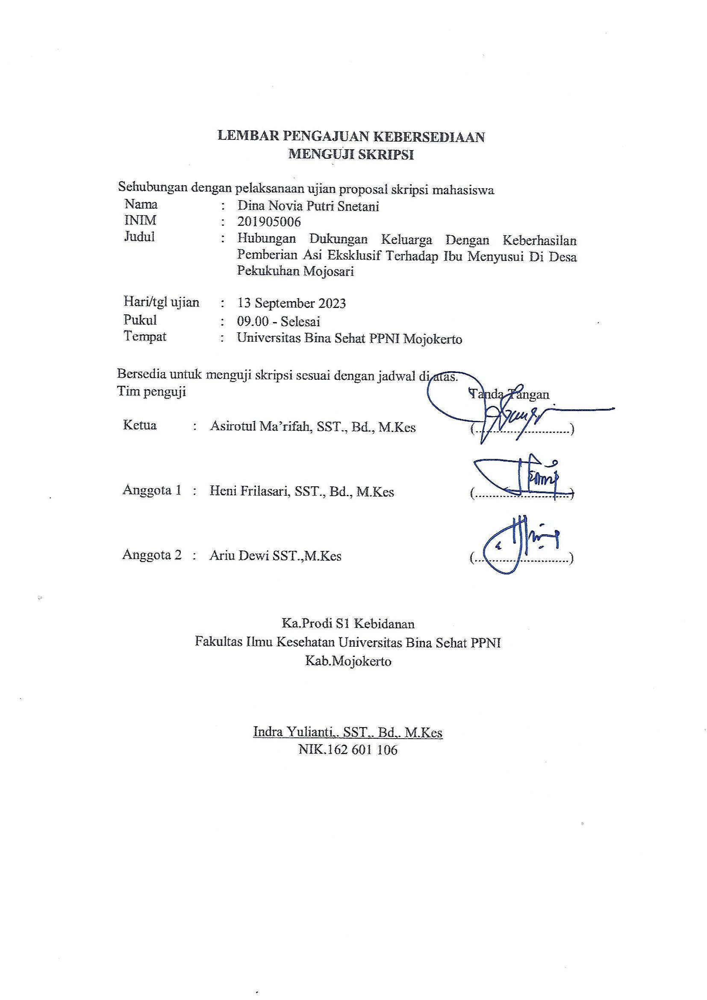 LEMBAR PENGAJUAN KEBERSEDIAAN
MENGUJI SKRIPSI
Sehubungan dengan pelaksanaan ujian proposal skripsi mahasiswa
Nama : Dina Novia Putri Snetani
INIM : 201905006
Judul : Hubungan Dukungan Keluarga Dengan Keberhasilan
Pemberian Asi Eksklusif Terhadap Ibu Menyusui Di Desa
Pekukuhan Mojosari
Hari/tgl ujian : 13 September 2023
Pukul : 09.00 - Selesai
Tempat : Universitas Bina Sehat PPNI Mojokerto
Bersedia untuk menguji skripsi sesuai dengan jadwal di atas.
Tim penguji Tanda Tangan
Ketua : Asirotul Ma'rifah, SST., Bd., M.Kes (...........................)
Anggota 1 : Heni Frilasari, SST., Bd., M.Kes (...........................)
Anggota 2 : Ariu Dewi SST.,M.Kes (...........................)
Ka.Prodi S1 Kebidanan
Fakultas Ilmu Kesehatan Universitas Bina Sehat PPNI
Kab.Mojokerto
Indra Yulianti,. SST,. Bd,. M.Kes
NIK.162 601 106